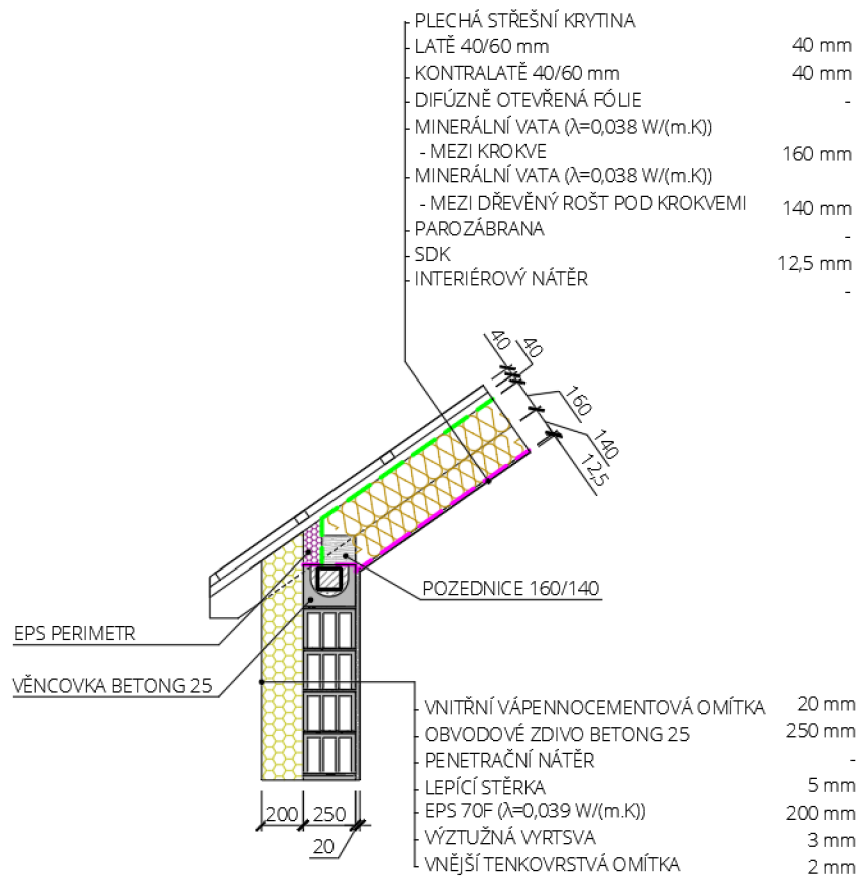 PLECHÁ STŘEŠNÍ KRYTINA
LATĚ 40/60 mm 40 mm
KONTRALATĚ 40/60 mm 40 mm
DIFÚZNĚ OTEVŘENÁ FÓLIE -
MINERÁLNÍ VATA (λ=0,038 W/(m.K))
- MEZI KROKVE 160 mm
MINERÁLNÍ VATA (λ=0,038 W/(m.K))
- MEZI DŘEVĚNÝ ROŠT POD KROKVEMI 140 mm
PAROZÁBRANA -
SDK 12,5 mm
INTERIÉROVÝ NÁTĚR -
40
40
160
140
12,5
POZEDNICE 160/140
EPS PERIMETR
VĚNCOVKA BETONG 25
VNITŘNÍ VÁPENNOCEMENTOVÁ OMÍTKA 20 mm
OBVODOVÉ ZDIVO BETONG 25 250 mm
PENETRAČNÍ NÁTĚR -
LEPÍCÍ STĚRKA 5 mm
EPS 70F (λ=0,039 W/(m.K)) 200 mm
VÝZTUŽNÁ VYRTSVA 3 mm
VNĚJŠÍ TENKOVRSTVÁ OMÍTKA 2 mm
200 250
20